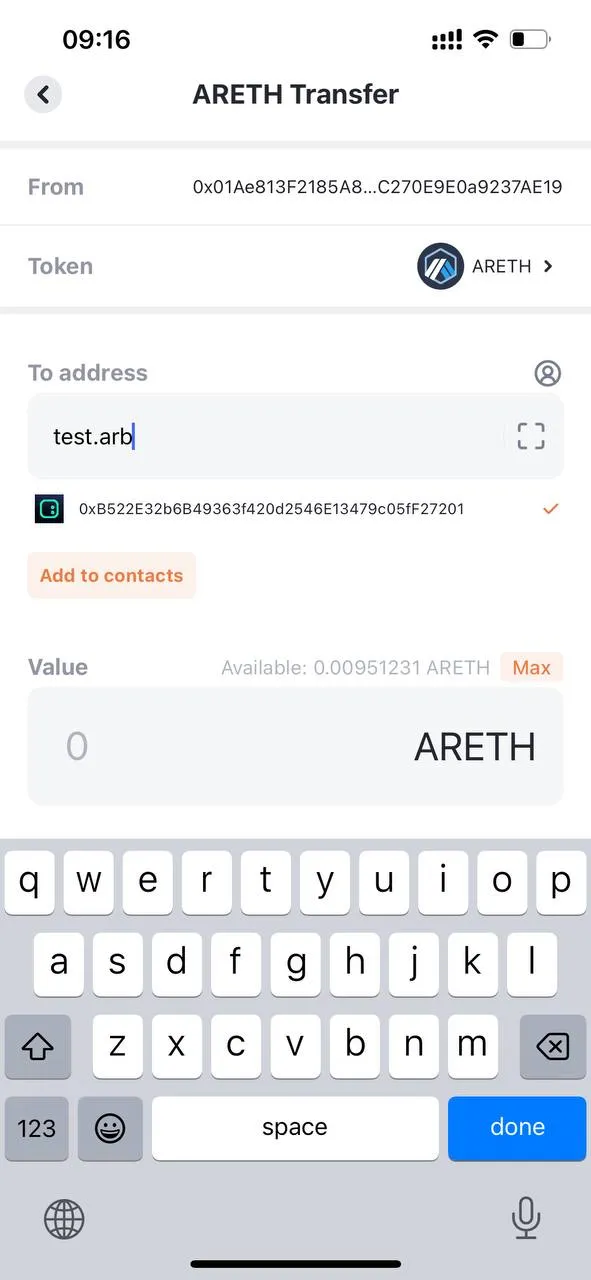 09:16
ARETH Transfer
From 0x01Ae813F2185A8...C270E9E0a9237AE19
Token ARETH
To address
test.arb
0xB522E32b6B49363f420d2546E13479c05fF27201
Add to contacts
Value Available: 0.00951231 ARETH Max
0 ARETH
q w e r t y u i o p
a s d f g h j k l
z x c v b n m
123 space done